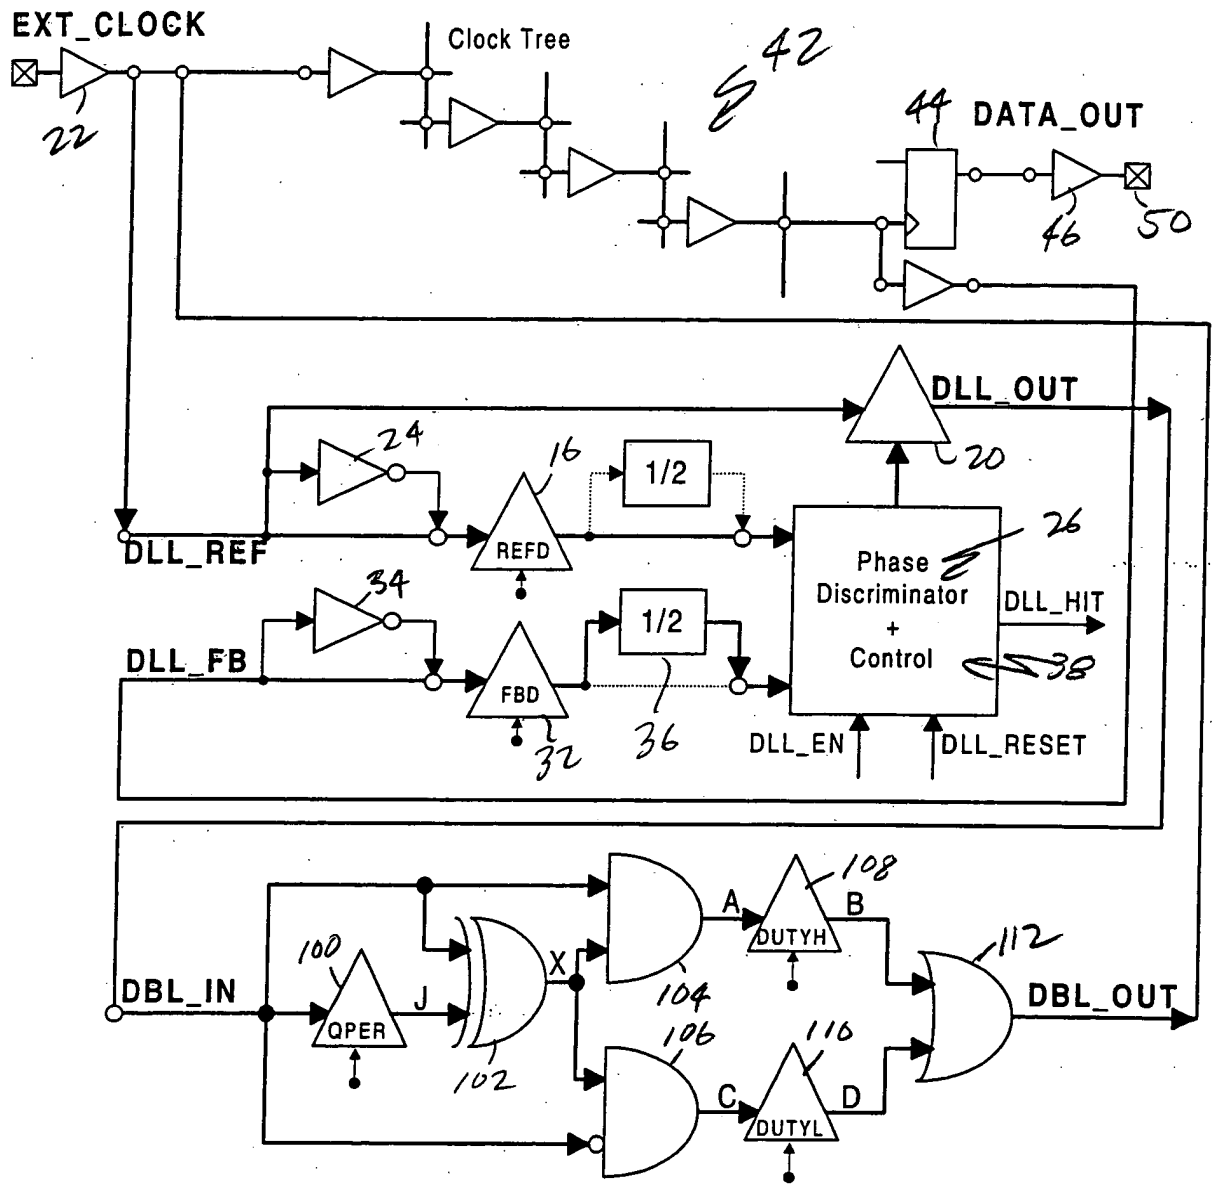 EXT_CLOCK
Clock Tree
42
44
DATA_OUT
22
46
50
DLL_OUT
24
16
1/2
20
DLL_REF
REFD
26
Phase
Discriminator
+
Control
DLL_HIT
34
1/2
38
DLL_FB
FBD
32
36
DLL_EN
DLL_RESET
108
A
B
DUTYH
100
X
112
104
DBL_IN
J
DBL_OUT
QPER
102
106
110
C
D
DUTYL